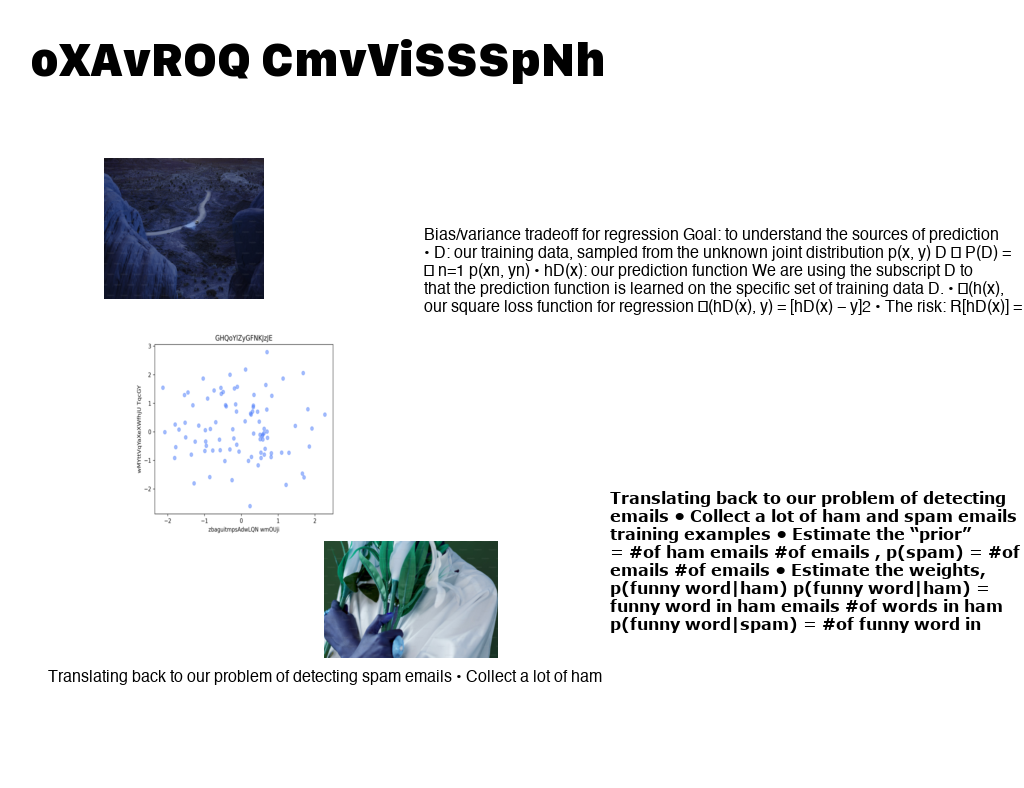 oXAvROQ CmvViSSSpNh
Bias/variance tradeoff for regression Goal: to understand the sources of prediction
• D: our training data, sampled from the unknown joint distribution p(x, y) D □ P(D) =
□ n=1 p(xn, yn) • hD(x): our prediction function We are using the subscript D to
that the prediction function is learned on the specific set of training data D. • □(h(x),
our square loss function for regression □(hD(x), y) = [hD(x) – y]2 • The risk: R[hD(x)] =
3
2
1
0
−1
−2
−2 −1 0 1 2
Translating back to our problem of detecting
emails • Collect a lot of ham and spam emails
training examples • Estimate the “prior”
= #of ham emails #of emails , p(spam) = #of
emails #of emails • Estimate the weights,
p(funny word|ham) p(funny word|ham) =
funny word in ham emails #of words in ham
p(funny word|spam) = #of funny word in
Translating back to our problem of detecting spam emails • Collect a lot of ham